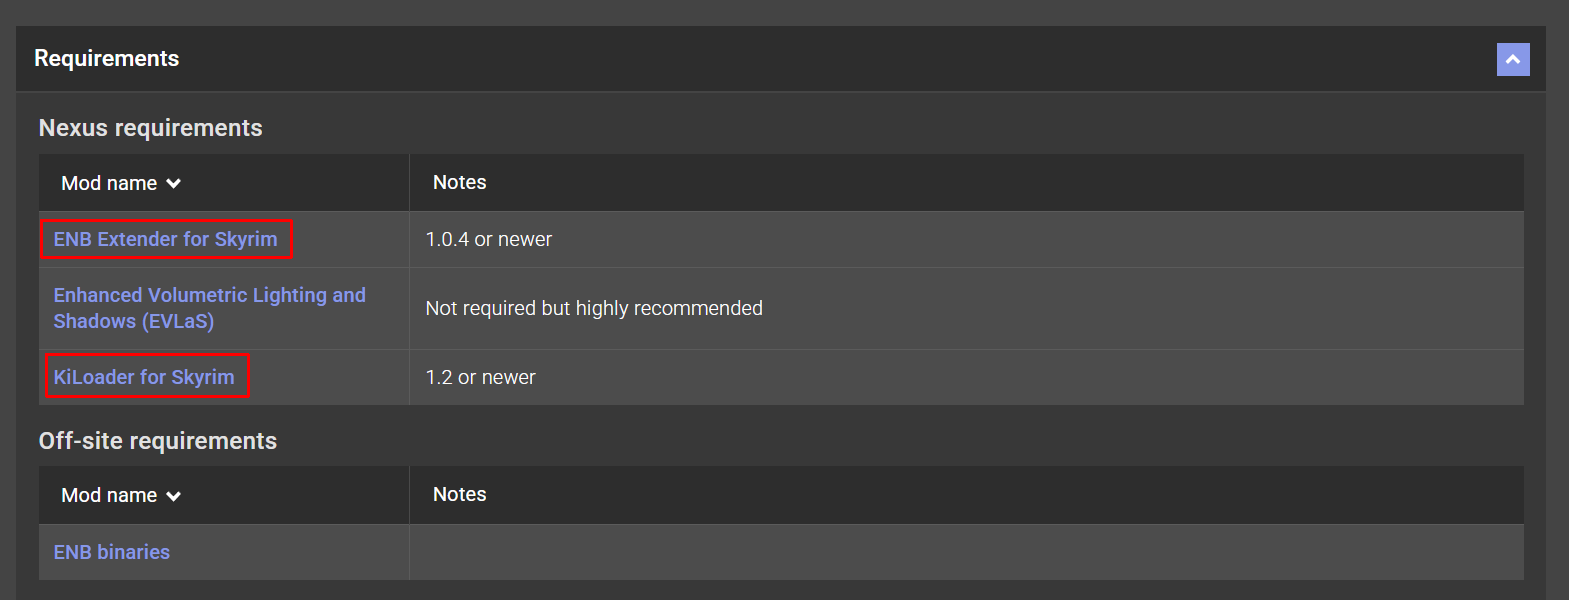 Requirements
Nexus requirements
Mod name Notes
ENB Extender for Skyrim 1.0.4 or newer
Enhanced Volumetric Lighting and
Shadows (EVLaS) Not required but highly recommended
KiLoader for Skyrim 1.2 or newer
Off-site requirements
Mod name Notes
ENB binaries